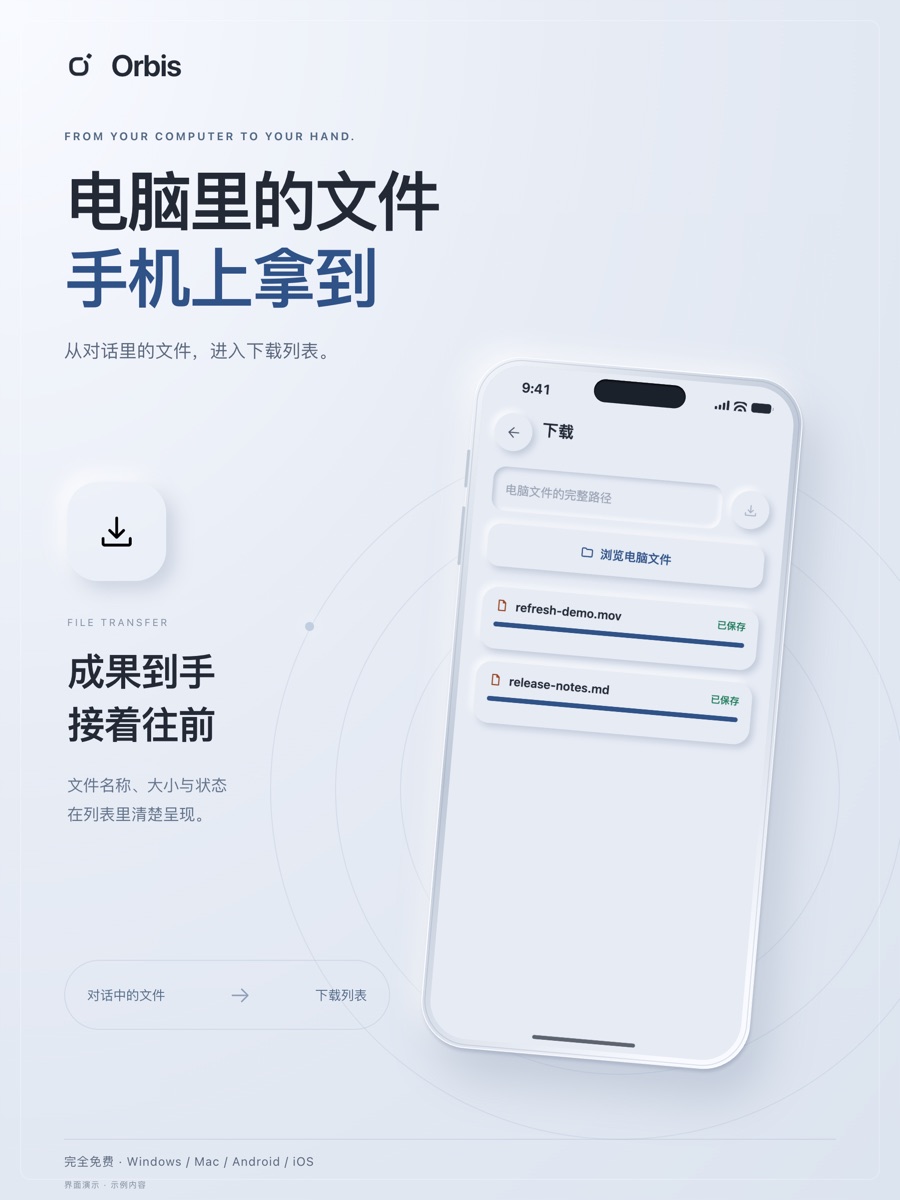 Orbis
FROM YOUR COMPUTER TO YOUR HAND.
电脑里的文件
手机上拿到
从对话里的文件，进入下载列表。
9:41
下载
电脑文件的完整路径
浏览电脑文件
refresh-demo.mov
已保存
release-notes.md
已保存
FILE TRANSFER
成果到手
接着往前
文件名称、大小与状态
在列表里清楚呈现。
对话中的文件 → 下载列表
完全免费 · Windows / Mac / Android / iOS
界面演示 · 示例内容